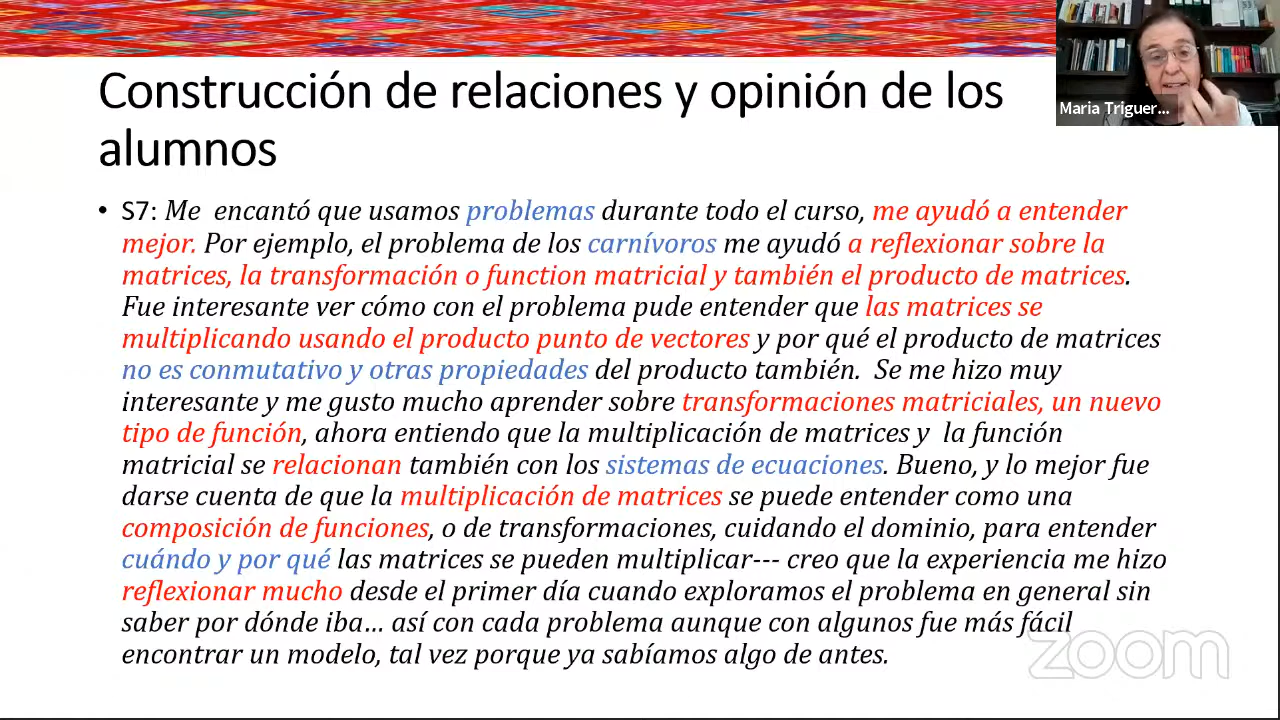 Construcción de relaciones y opinión de los
alumnos
Maria Triguer...
• S7: Me encantó que usamos problemas durante todo el curso, me ayudó a entender
mejor. Por ejemplo, el problema de los carnívoros me ayudó a reflexionar sobre la
matrices, la transformación o function matricial y también el producto de matrices.
Fue interesante ver cómo con el problema pude entender que las matrices se
multiplicando usando el producto punto de vectores y por qué el producto de matrices
no es conmutativo y otras propiedades del producto también. Se me hizo muy
interesante y me gusto mucho aprender sobre transformaciones matriciales, un nuevo
tipo de función, ahora entiendo que la multiplicación de matrices y la función
matricial se relacionan también con los sistemas de ecuaciones. Bueno, y lo mejor fue
darse cuenta de que la multiplicación de matrices se puede entender como una
composición de funciones, o de transformaciones, cuidando el dominio, para entender
cuándo y por qué las matrices se pueden multiplicar--- creo que la experiencia me hizo
reflexionar mucho desde el primer día cuando exploramos el problema en general sin
saber por dónde iba… así con cada problema aunque con algunos fue más fácil
encontrar un modelo, tal vez porque ya sabíamos algo de antes.
zoom